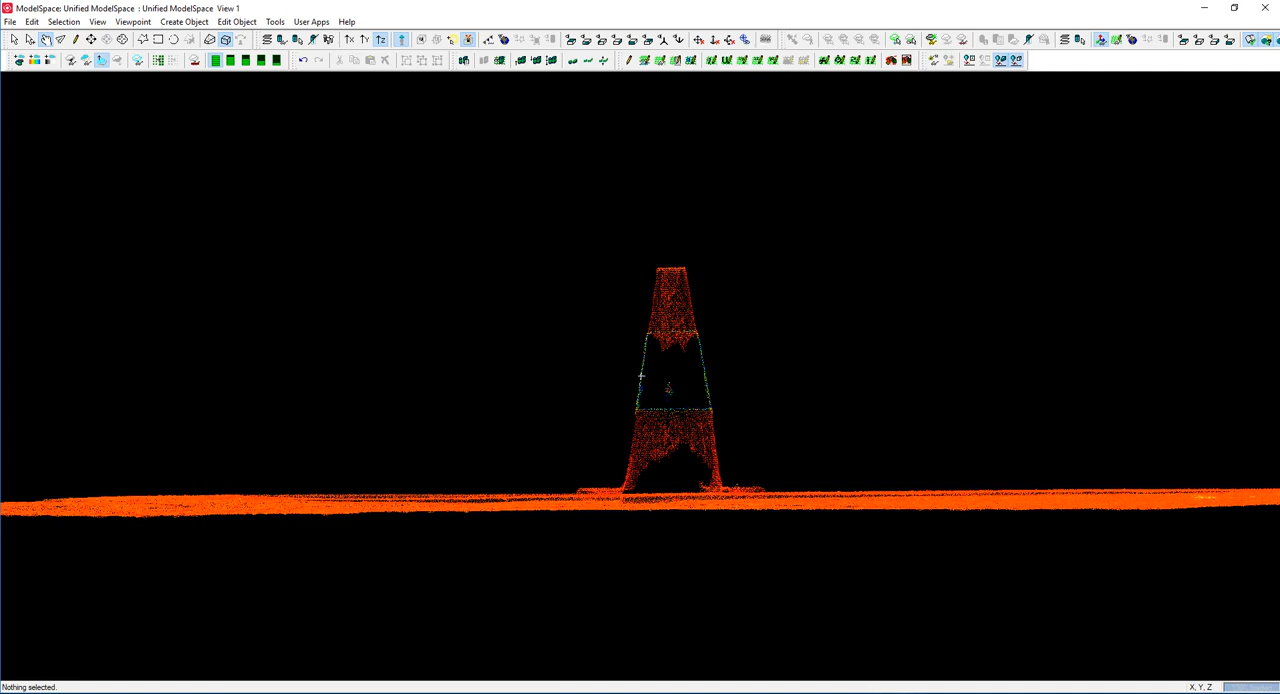 ModelSpace: Unified ModelSpace : Unified ModelSpace View 1
File Edit Selection View Viewpoint Create Object Edit Object Tools User Apps Help
X Y Z
Nothing selected. X, Y, Z